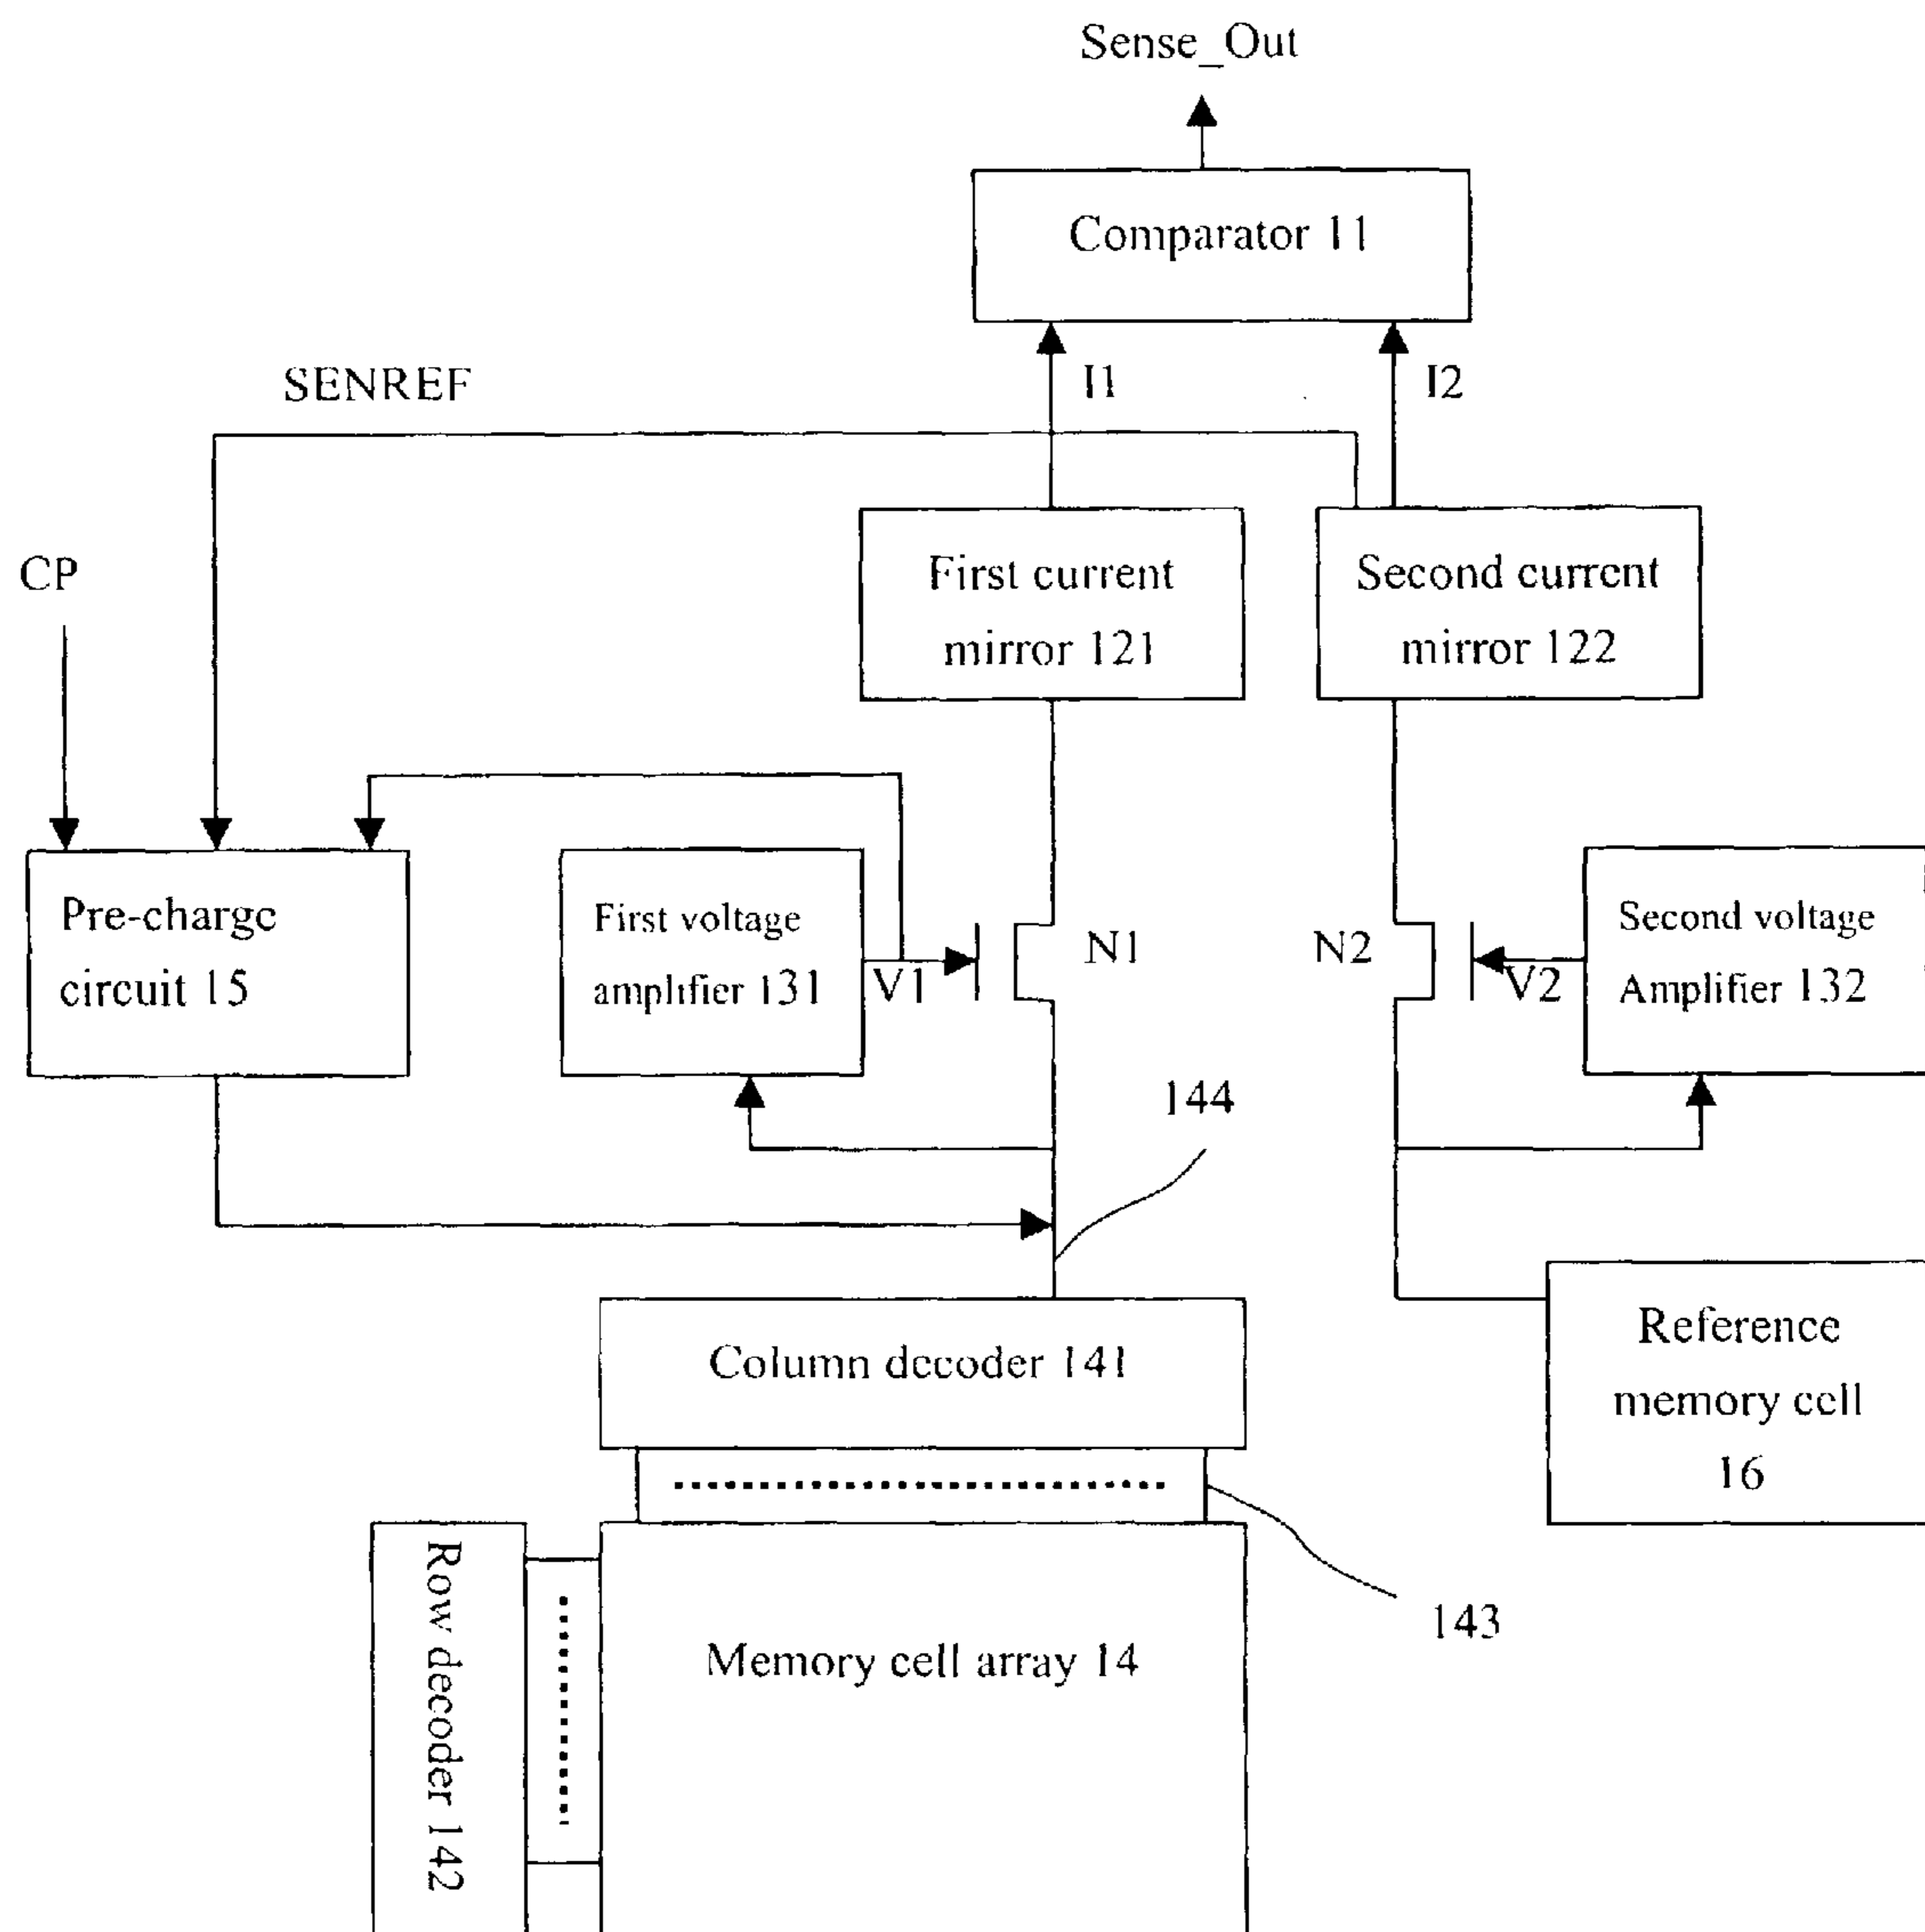 Sense_Out
Comparator 11
SENREF
I1
I2
CP
First current
mirror 121
Second current
mirror 122
Pre-charge
circuit 15
First voltage
amplifier 131
V1
N1
N2
V2
Second voltage
Amplifier 132
144
Column decoder 141
Reference
memory cell
16
143
Row decoder 142
Memory cell array 14